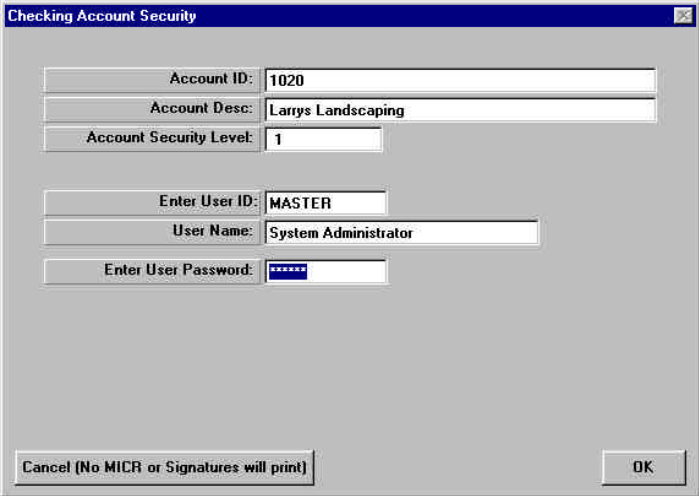 Checking Account Security
Account ID: 1020
Account Desc: Larrys Landscaping
Account Security Level: 1
Enter User ID: MASTER
User Name: System Administrator
Enter User Password: ******
Cancel (No MICR or Signatures will print) OK